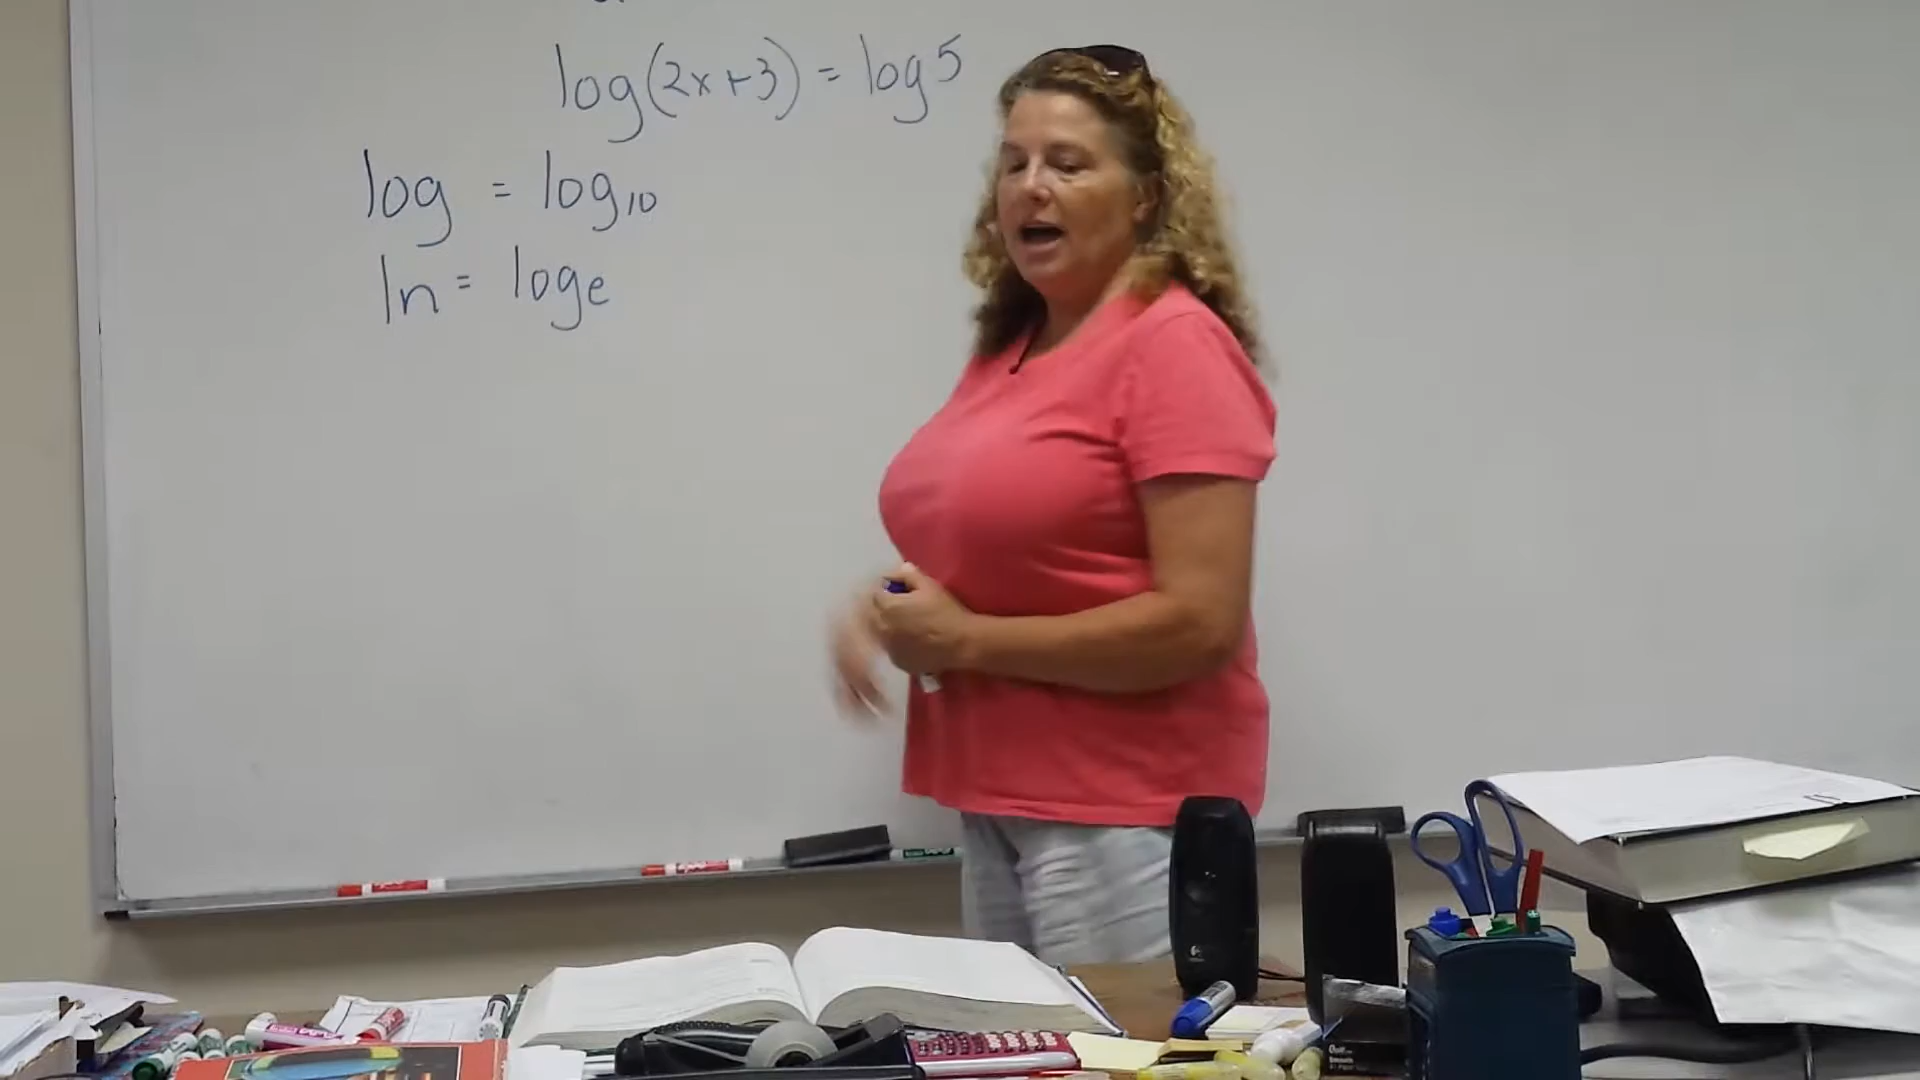 log(2x+3) = log5
log = log₁₀
ln = logₑ